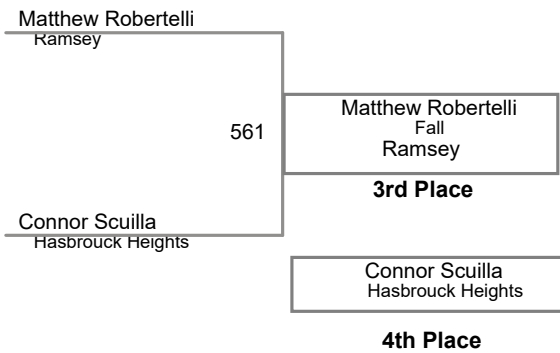 Matthew Robertelli
Ramsey
561
Matthew Robertelli
Fall
Ramsey
3rd Place
Connor Scuilla
Hasbrouck Heights
Connor Scuilla
Hasbrouck Heights
4th Place